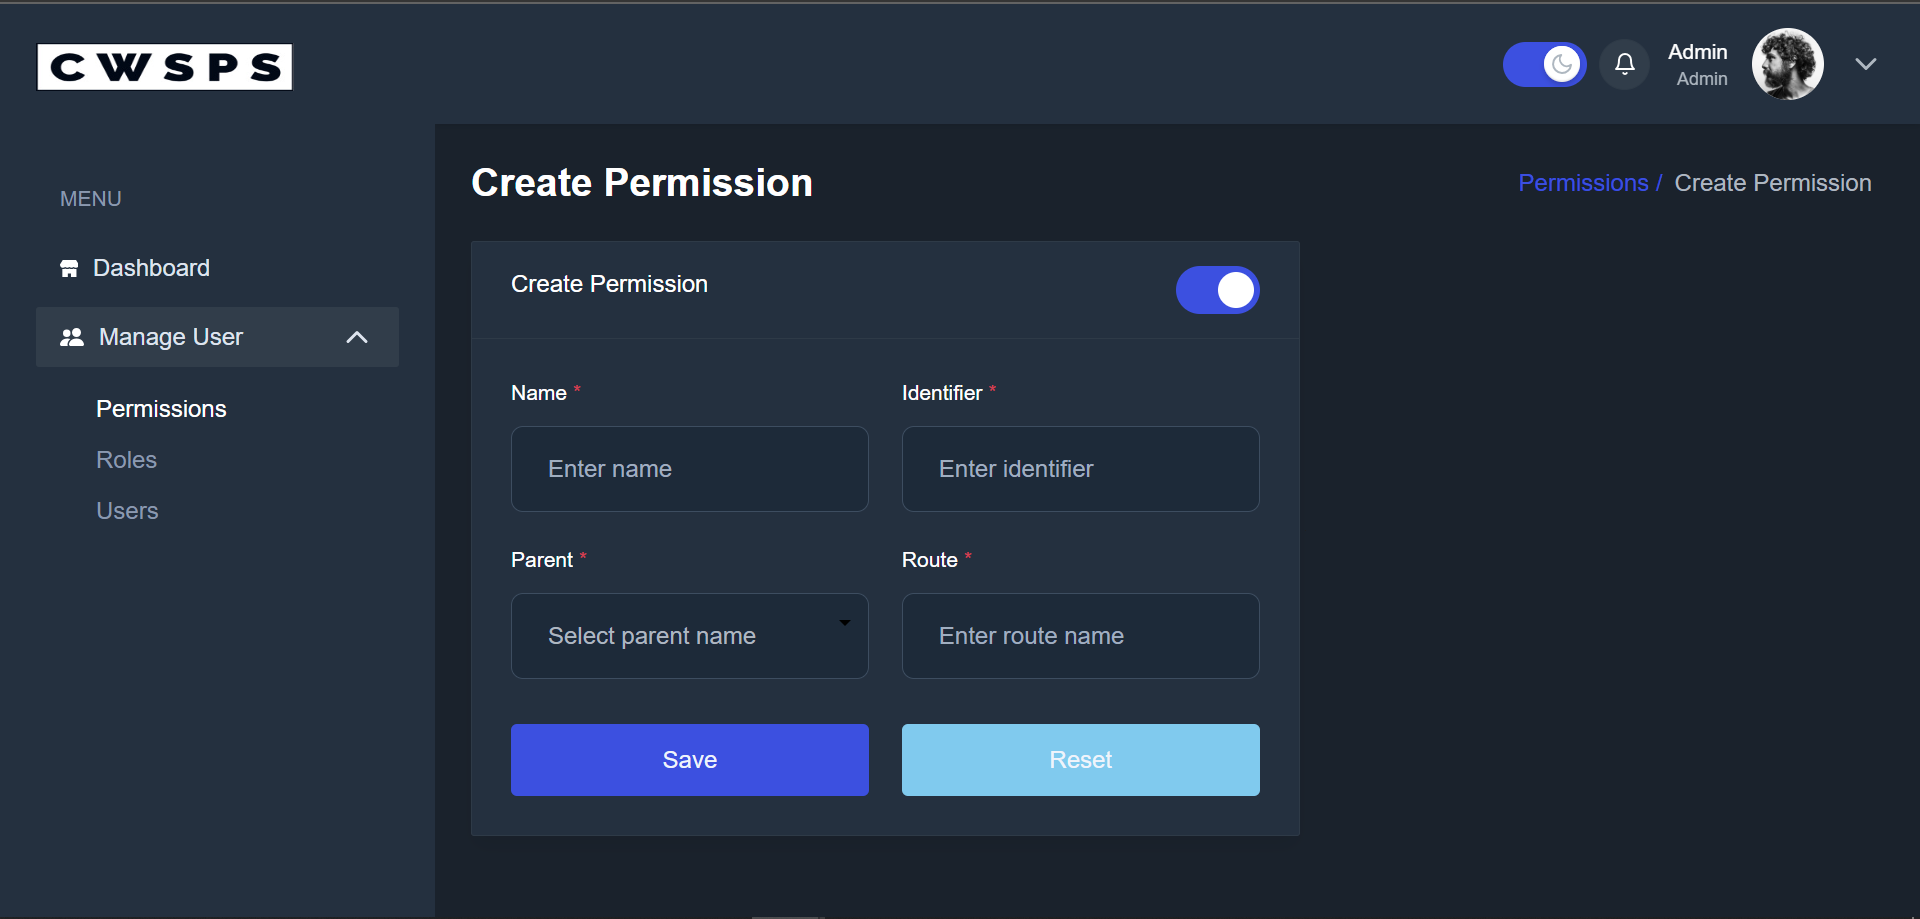 CWSPS
Admin
Admin
MENU
Dashboard
Manage User
Permissions
Roles
Users
Create Permission
Permissions / Create Permission
Create Permission
Name * Identifier *
Enter name Enter identifier
Parent * Route *
Select parent name Enter route name
Save Reset